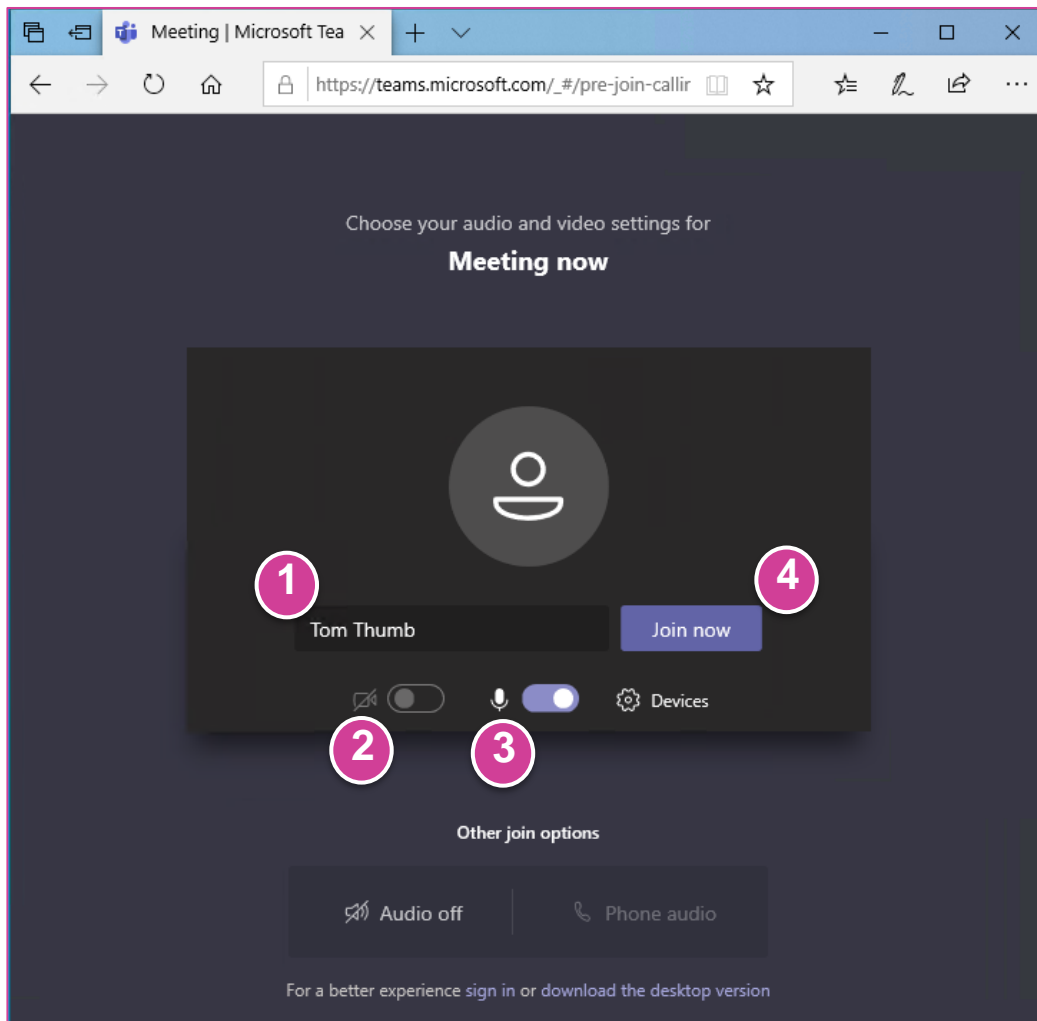 Meeting | Microsoft Tea
https://teams.microsoft.com/_#/pre-join-callir
Choose your audio and video settings for
Meeting now
1
4
Tom Thumb
Join now
Devices
2
3
Other join options
Audio off
Phone audio
For a better experience sign in or download the desktop version